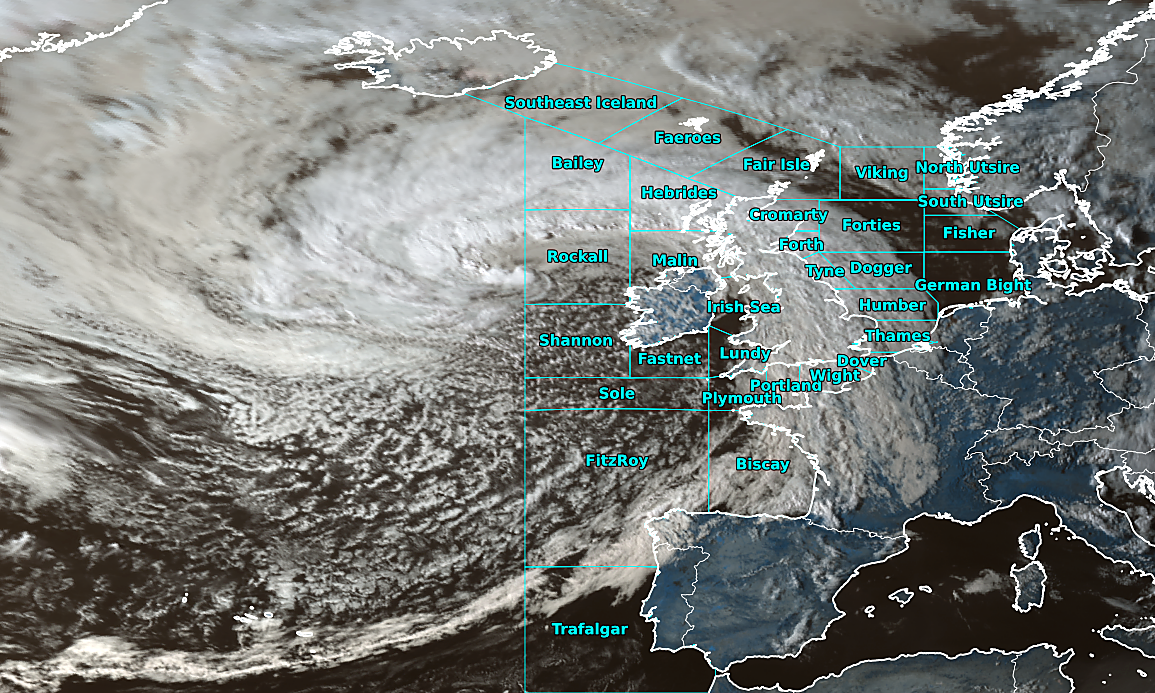 Southeast Iceland
Faeroes
Bailey
Fair Isle
Viking
North Utsire
Hebrides
South Utsire
Cromarty
Forties
Fisher
Forth
Rockall
Malin
Tyne
Dogger
German Bight
Irish Sea
Humber
Shannon
Thames
Fastnet
Lundy
Dover
Wight
Portland
Sole
Plymouth
FitzRoy
Biscay
Trafalgar